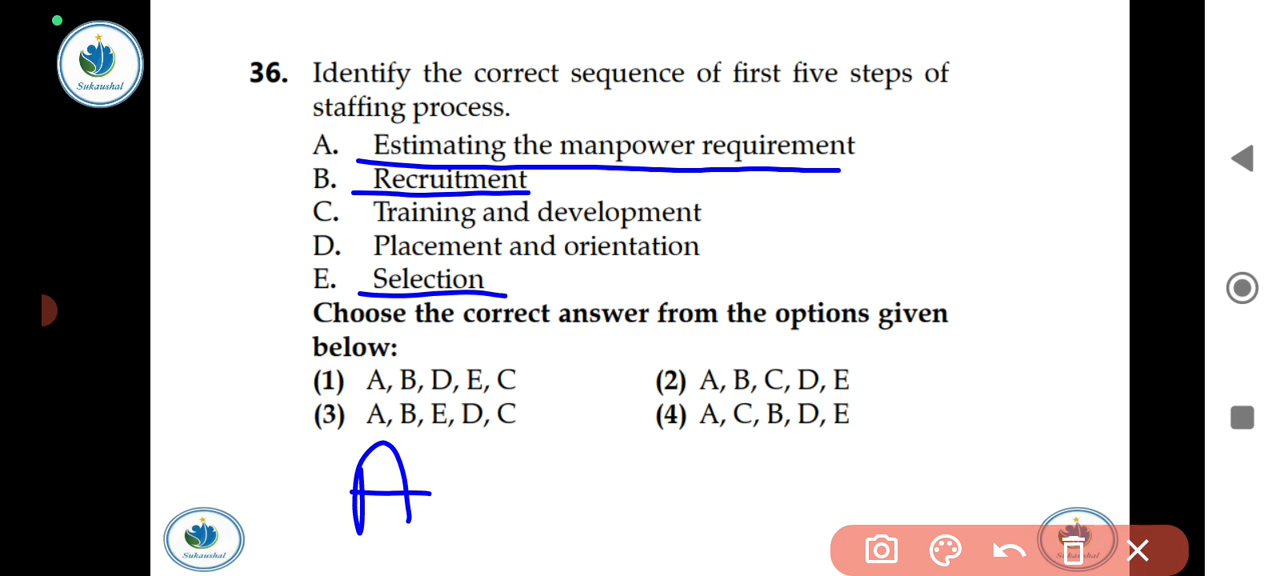 Sukaushal
36. Identify the correct sequence of first five steps of
staffing process.
A. Estimating the manpower requirement
B. Recruitment
C. Training and development
D. Placement and orientation
E. Selection
Choose the correct answer from the options given
below:
(1) A, B, D, E, C (2) A, B, C, D, E
(3) A, B, E, D, C (4) A, C, B, D, E
A
Sukaushal
Sukaushal